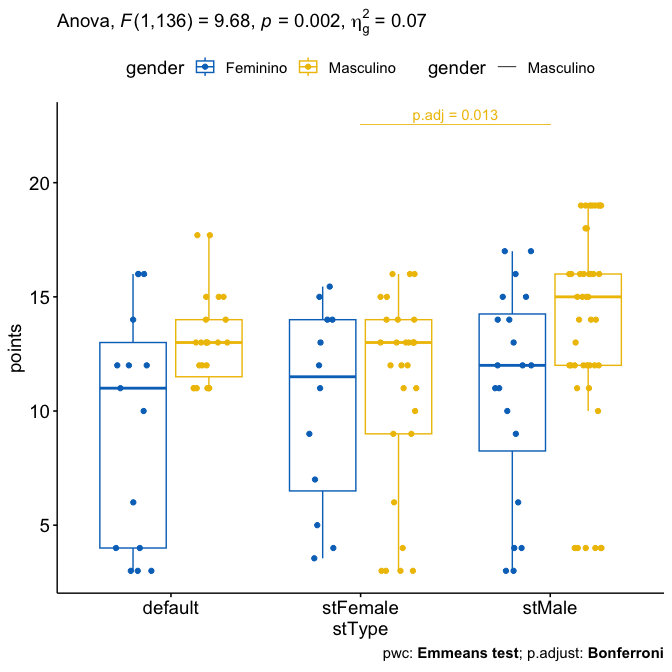 Anova, F(1,136) = 9.68, p = 0.002, η²g = 0.07
gender Feminino Masculino gender Masculino
p.adj = 0.013
20
15
10
5
points
default stFemale stMale
stType
pwc: Emmeans test; p.adjust: Bonferroni